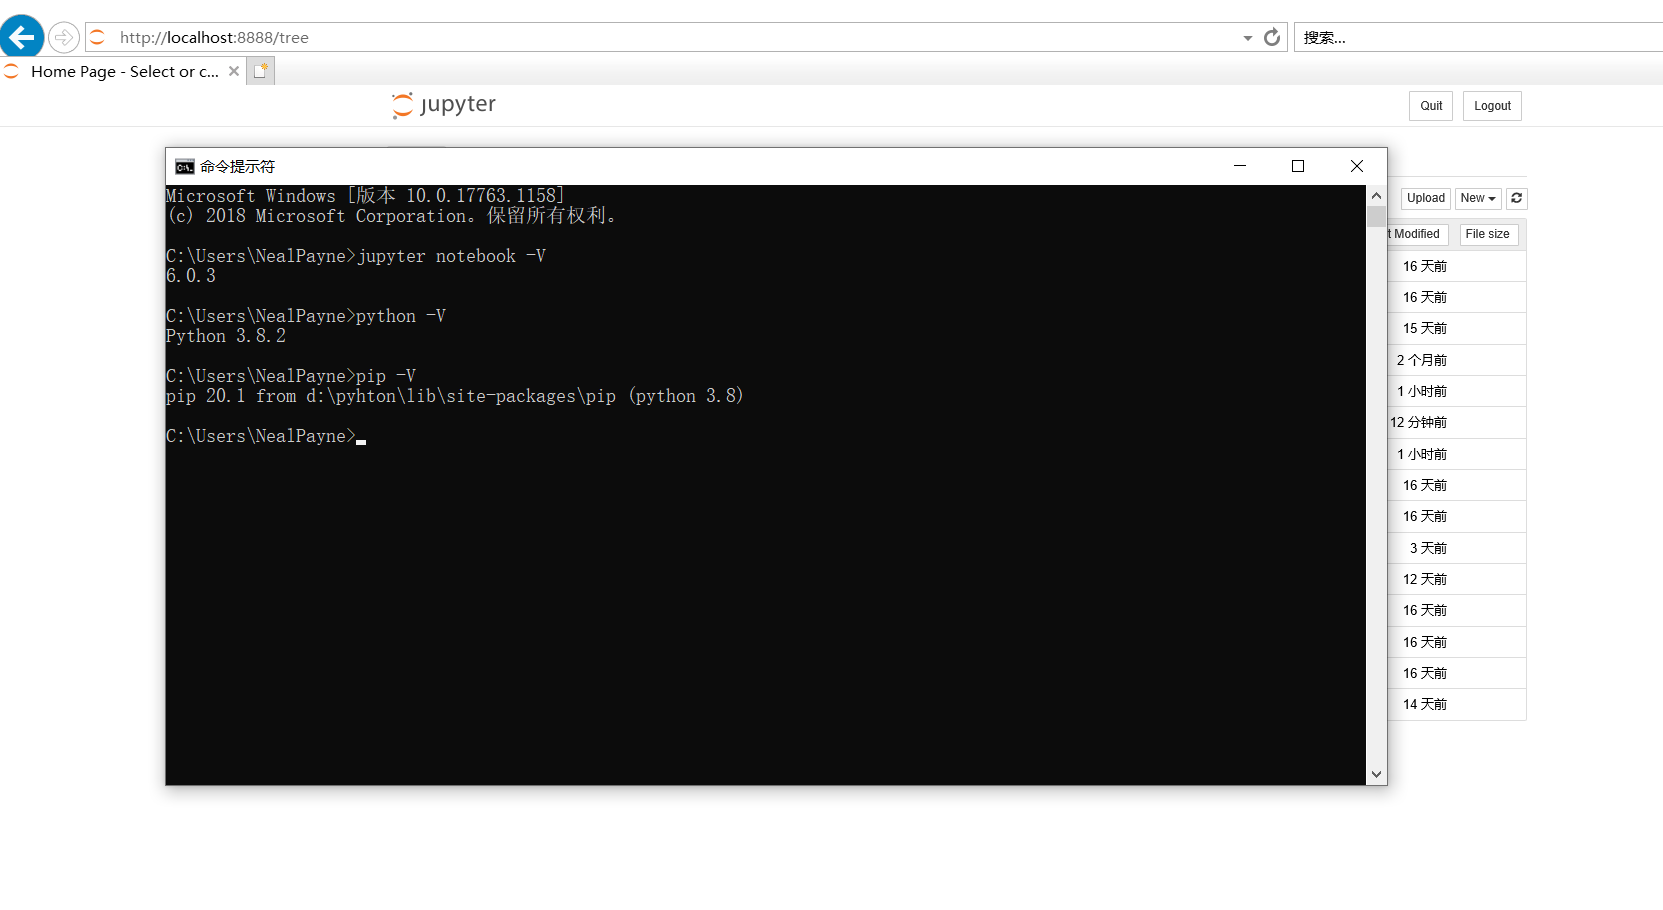 http://localhost:8888/tree
搜索...
Home Page - Select or c...
jupyter
Quit
Logout
命令提示符
Microsoft Windows [版本 10.0.17763.1158]
(c) 2018 Microsoft Corporation。保留所有权利。
C:\Users\NealPayne>jupyter notebook -V
6.0.3
C:\Users\NealPayne>python -V
Python 3.8.2
C:\Users\NealPayne>pip -V
pip 20.1 from d:\pyhton\lib\site-packages\pip (python 3.8)
C:\Users\NealPayne>
Upload
New
t Modified
File size
16 天前
16 天前
15 天前
2 个月前
1 小时前
12 分钟前
1 小时前
16 天前
16 天前
3 天前
12 天前
16 天前
16 天前
16 天前
14 天前